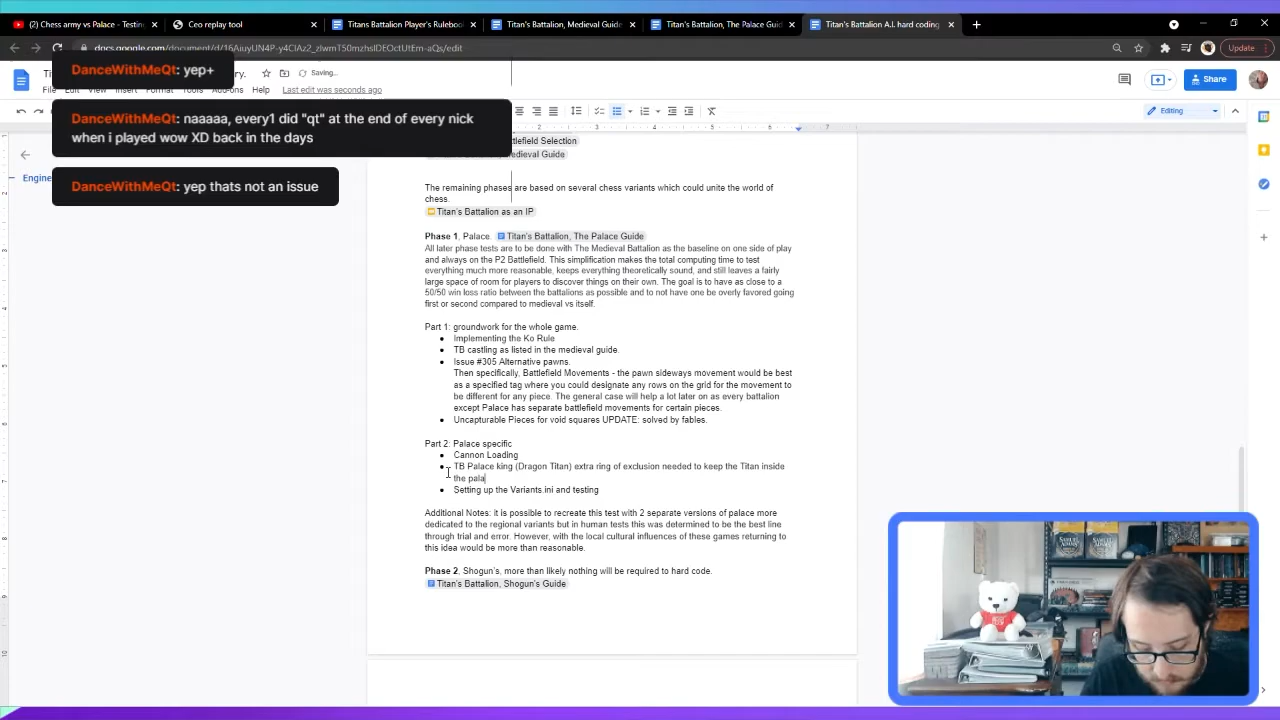 (2) Chess army vs Palace - Testing
Ceo replay tool
Titans Battalion Player's Rulebook
Titan's Battalion, Medieval Guide
Titan's Battalion, The Palace Guid
Titan's Battalion A.I. hard coding
Update
Saving...
Last edit was seconds ago
Share
Editing
DanceWithMeQt: yep+
DanceWithMeQt: naaaaa, every1 did "qt" at the end of every nick
when i played wow XD back in the days
DanceWithMeQt: yep thats not an issue
The remaining phases are based on several chess variants which could unite the world of
chess.
Titan's Battalion as an IP
Phase 1, Palace. Titan's Battalion, The Palace Guide
All later phase tests are to be done with The Medieval Battalion as the baseline on one side of play
and always on the P2 Battlefield. This simplification makes the total computing time to test
everything much more reasonable, keeps everything theoretically sound, and still leaves a fairly
large space of room for players to discover things on their own. The goal is to have as close to a
50/50 win loss ratio between the battalions as possible and to not have one be overly favored going
first or second compared to medieval vs itself.
Part 1: groundwork for the whole game.
● Implementing the Ko Rule
● TB castling as listed in the medieval guide.
● Issue #305 Alternative pawns.
Then specifically, Battlefield Movements - the pawn sideways movement would be best
as a specified tag where you could designate any rows on the grid for the movement to
be different for any piece. The general case will help a lot later on as every battalion
except Palace has separate battlefield movements for certain pieces.
● Uncapturable Pieces for void squares UPDATE: solved by fables.
Part 2: Palace specific
● Cannon Loading
● TB Palace king (Dragon Titan) extra ring of exclusion needed to keep the Titan inside
the pala
● Setting up the Variants.ini and testing
Additional Notes: it is possible to recreate this test with 2 separate versions of palace more
dedicated to the regional variants but in human tests this was determined to be the best line
through trial and error. However, with the local cultural influences of these games returning to
this idea would be more than reasonable.
Phase 2, Shogun's, more than likely nothing will be required to hard code.
Titan's Battalion, Shogun's Guide